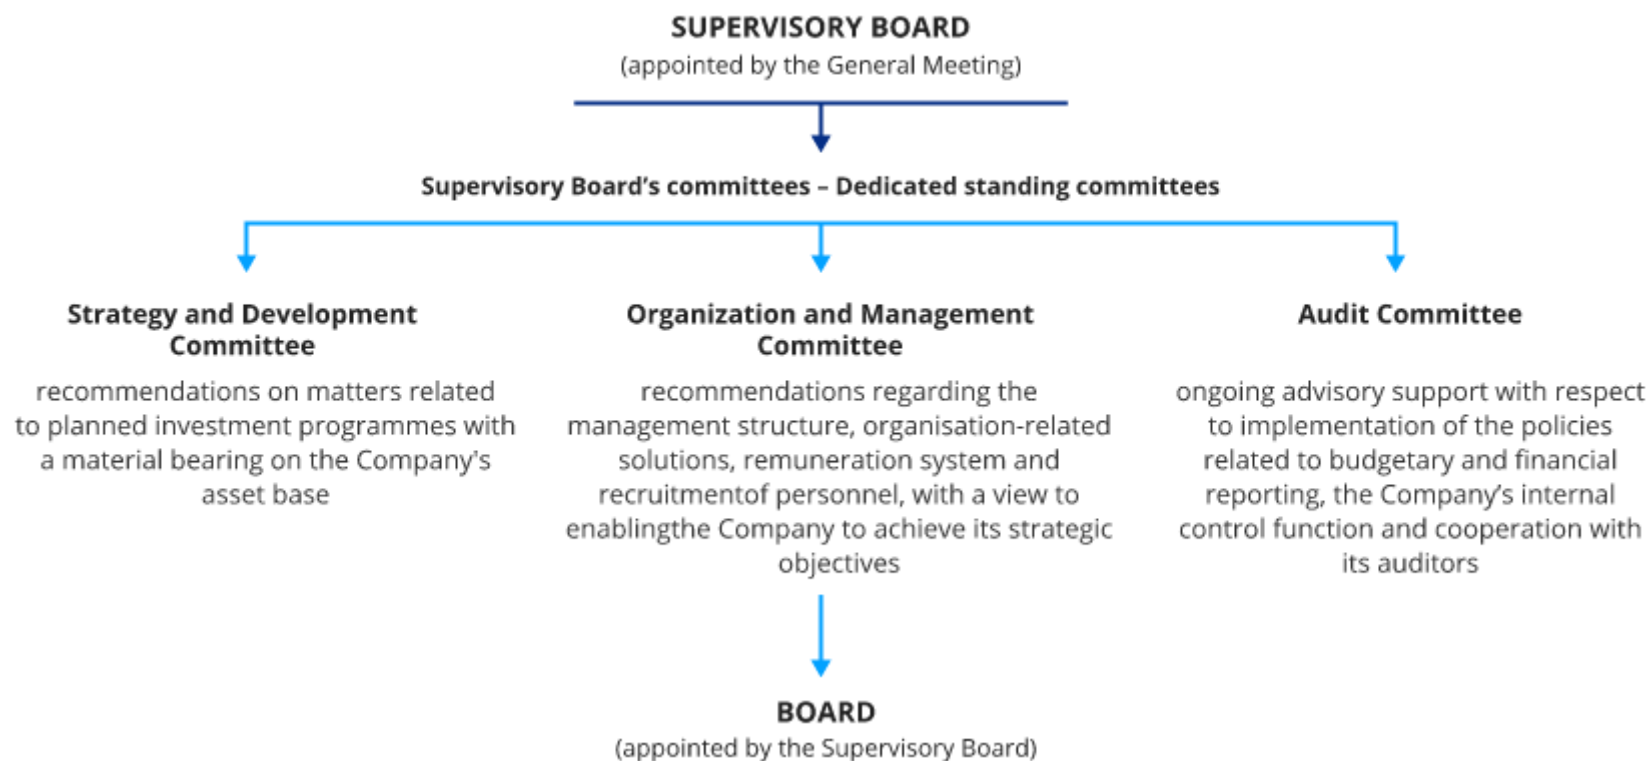 SUPERVISORY BOARD
(appointed by the General Meeting)
Supervisory Board's committees – Dedicated standing committees
Strategy and Development
Committee
recommendations on matters related
to planned investment programmes with
a material bearing on the Company's
asset base
Organization and Management
Committee
recommendations regarding the
management structure, organisation-related
solutions, remuneration system and
recruitmentof personnel, with a view to
enablingthe Company to achieve its strategic
objectives
Audit Committee
ongoing advisory support with respect
to implementation of the policies
related to budgetary and financial
reporting, the Company's internal
control function and cooperation with
its auditors
BOARD
(appointed by the Supervisory Board)